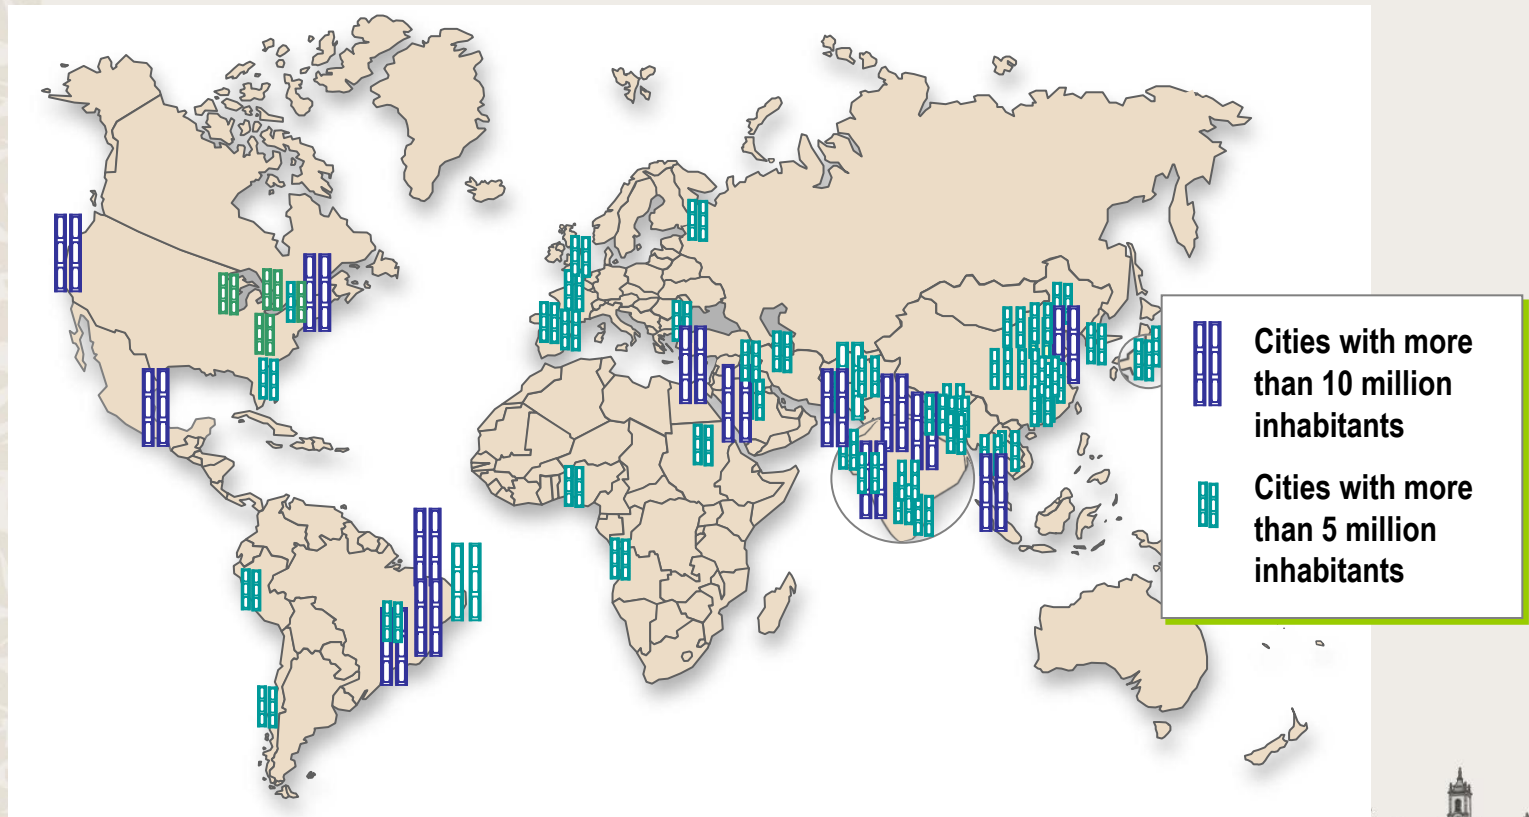 Cities with more
than 10 million
inhabitants
Cities with more
than 5 million
inhabitants